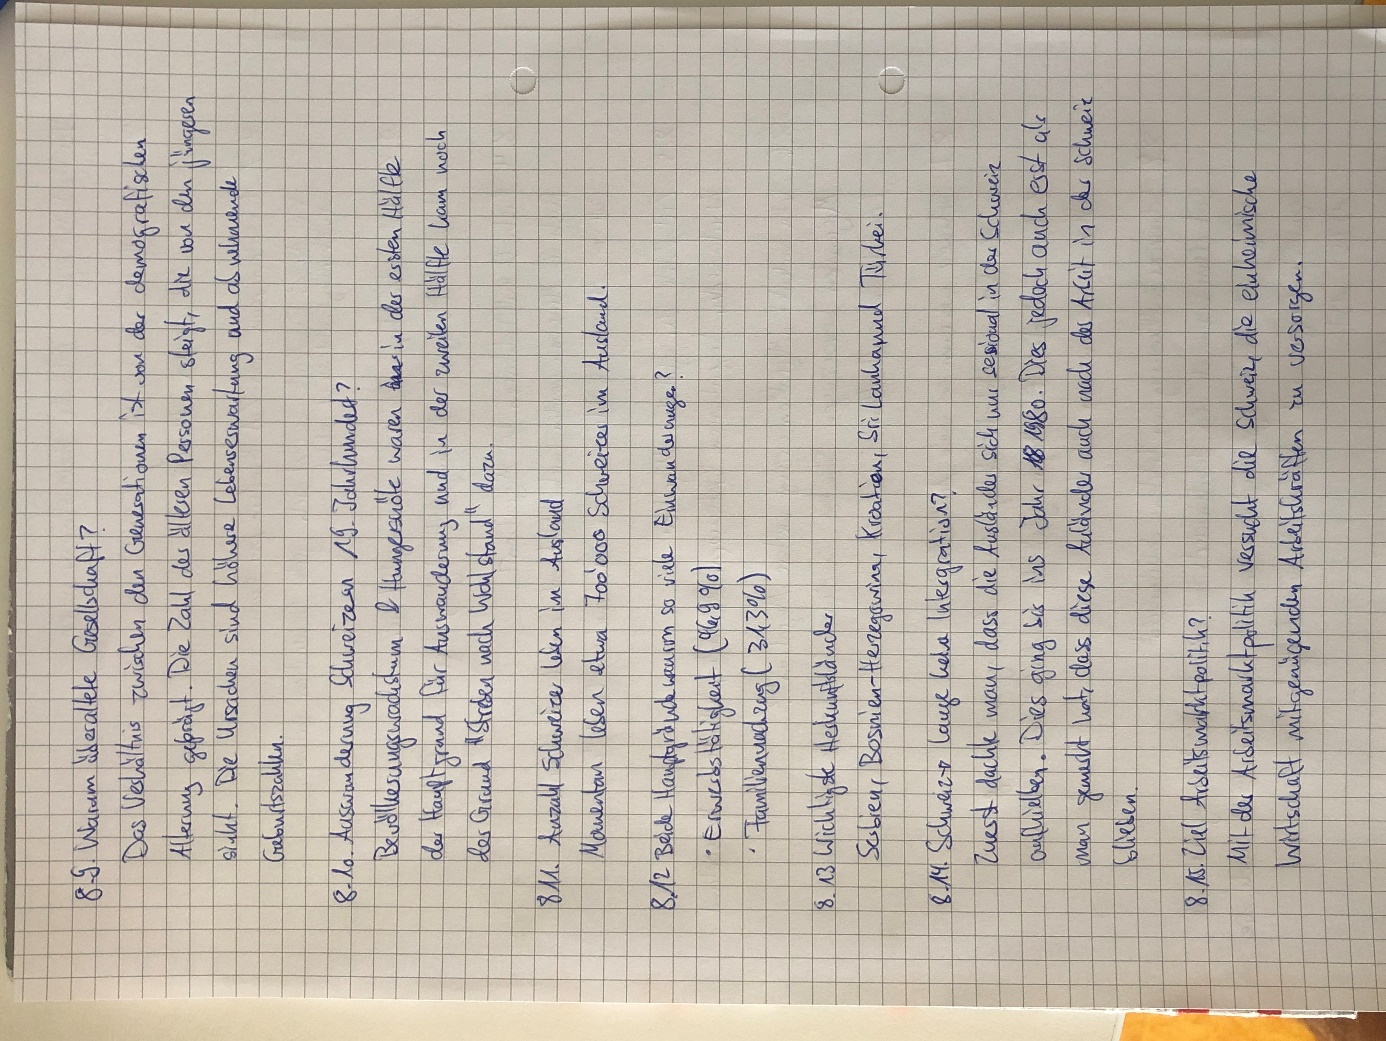 8.9. Warum überaltete Gesellschaft?
Das Verhältnis zwischen den Generationen ist von der demografischen
Alterung geprägt. Die Zahl der älteren Personen steigt, die von den jüngeren
sinkt. Die Ursachen sind höhere Lebenserwartung und abnehmende
Geburtszahlen.
8.10. Auswanderung Schweizern 19. Jahrhundert?
Bevölkerungswachstum & Hungersnöte waren in der ersten Hälfte
der Hauptgrund für Auswanderung und in der zweiten Hälfte kam noch
der Grund "Streben nach Wohlstand" dazu.
8.11. Anzahl Schweizer leben im Ausland
Momentan leben etwa 700'000 Schweizer im Ausland.
8.12 Beide Hauptgründe warum so viele Einwanderunge?
· Erwerbstätigkeit (46,9%)
· Familiennachzug (31,3%)
8.13 Wichtigste Herkunftländer
Serbien, Bosnien-Herzegowina, Kroatien, Sri Lanka und Türkei.
8.14. Schweiz → lange keine Intergration?
Zuerst dachte man, dass die Ausländer sich nur sesional in der Schweiz
aufhielten. Dies ging bis ins Jahr 1980. Dies jedoch auch erst als
man gemerkt hat, dass diese Ausländer auch nach der Arbeit in der Schweiz
blieben.
8.15. Ziel Arbeitsmarktpolitik?
Mit der Arbeitsmarktpolitik versucht die Schweiz, die einheimische
Wirtschaft mit genügenden Arbeitskräften zu versorgen.